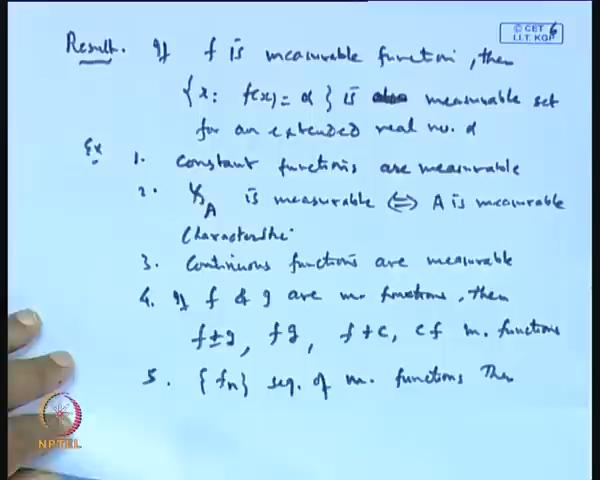 © CET
I.I.T. KGP
6
Result. If f is measurable function, then
{x: f(x) = α} is measurable set
for an extended real no. α
Ex. 1. Constant functions are measurable
2. χ_A is measurable ⇔ A is measurable
Characteristic
3. Continuous functions are measurable
4. If f & g are m. functions, then
f±g, fg, f+c, cf m. functions
5. {fn} seq. of m. functions Then
NPTEL